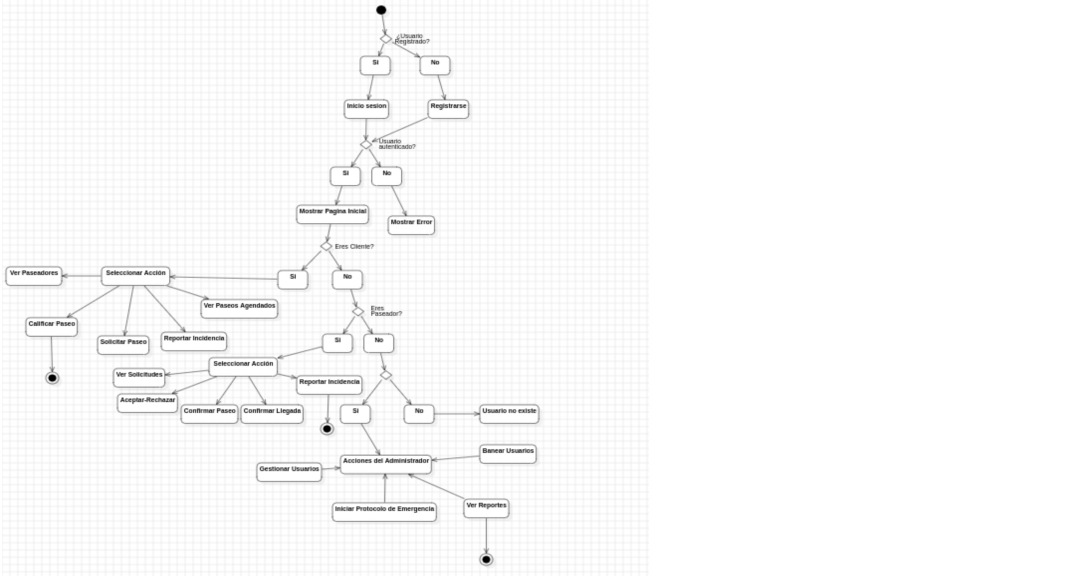 ¿Usuario
Registrado?
Si
No
Inicio sesion
Registrarse
Usuario
autenticado?
Si
No
Mostrar Pagina Inicial
Mostrar Error
Eres Cliente?
Ver Paseadores
Seleccionar Acción
Si
No
Ver Paseos Agendados
Eres
Paseador?
Calificar Paseo
Solicitar Paseo
Reportar Incidencia
Si
No
Seleccionar Acción
Ver Solicitudes
Reportar Incidencia
Aceptar-Rechazar
Confirmar Paseo
Confirmar Llegada
Si
No
Usuario no existe
Banear Usuarios
Acciones del Administrador
Gestionar Usuarios
Iniciar Protocolo de Emergencia
Ver Reportes